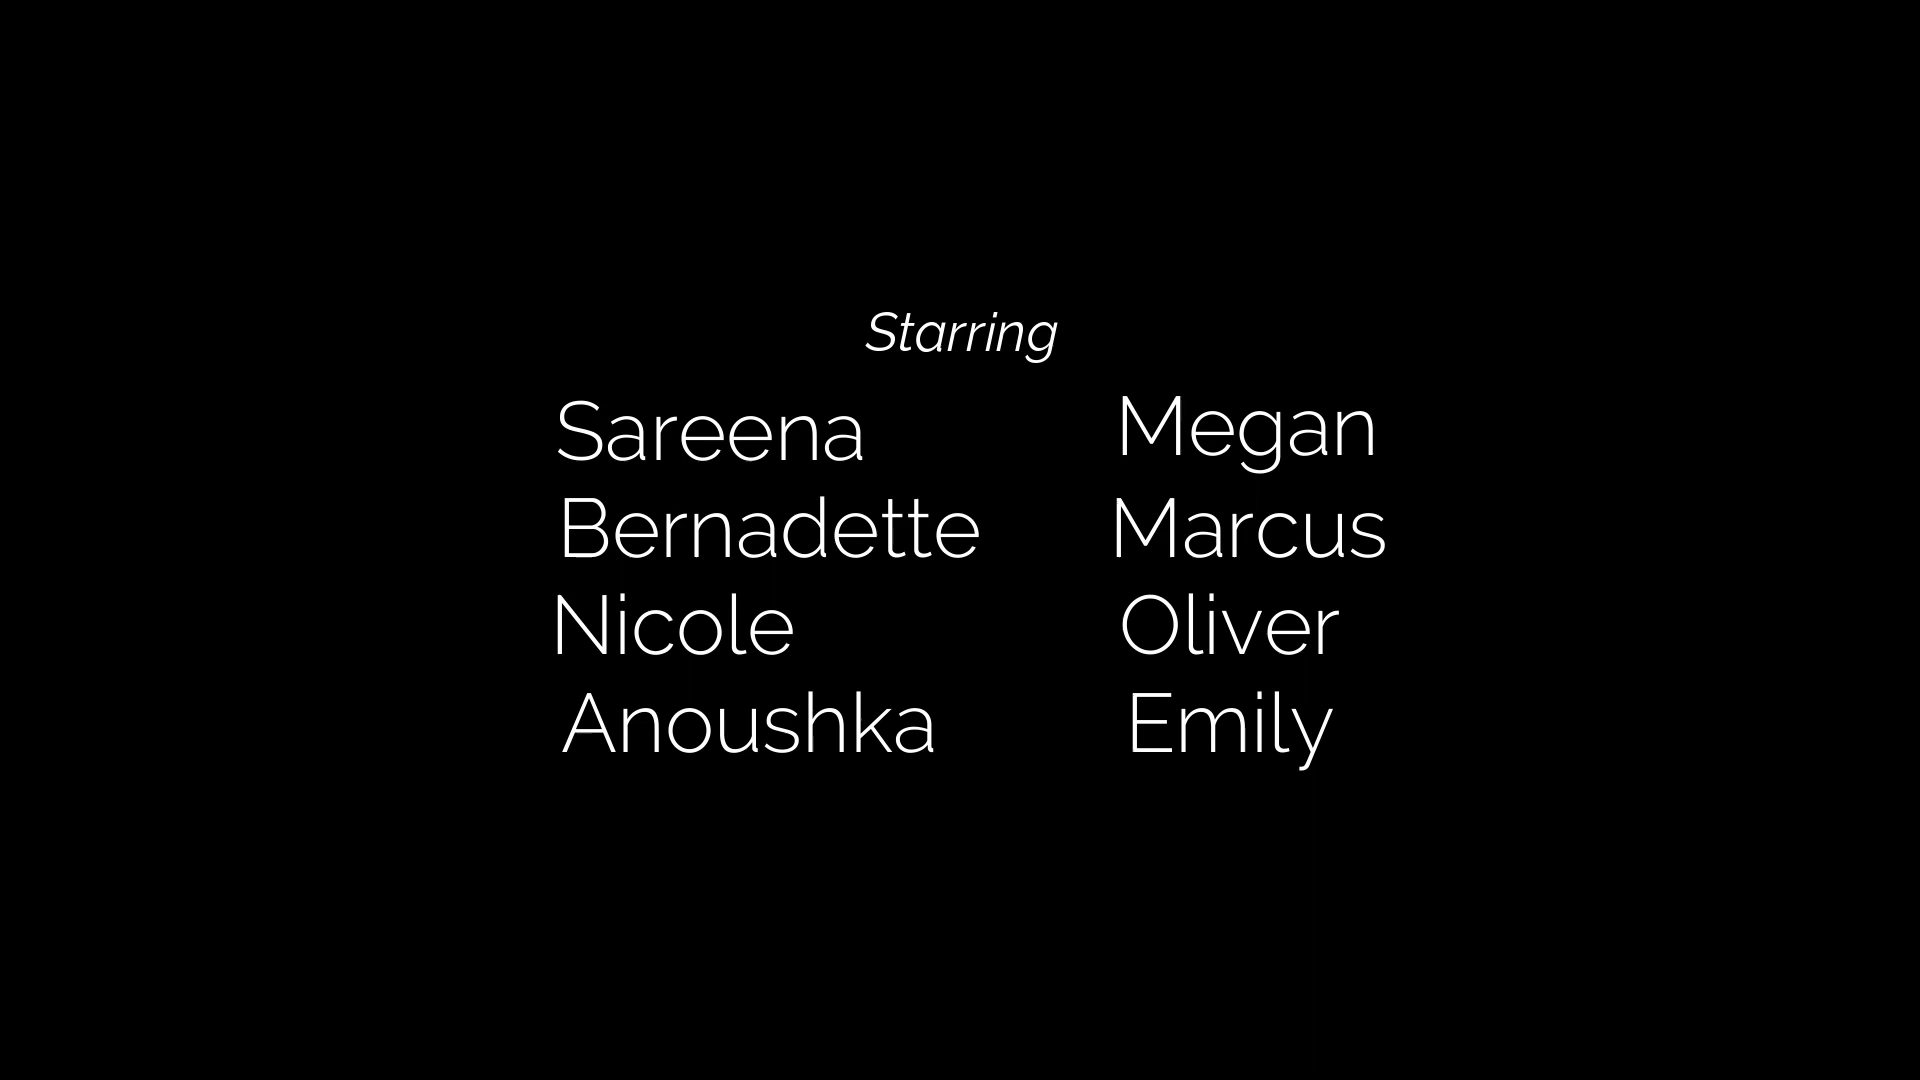 Starring
Sareena Megan
Bernadette Marcus
Nicole Oliver
Anoushka Emily